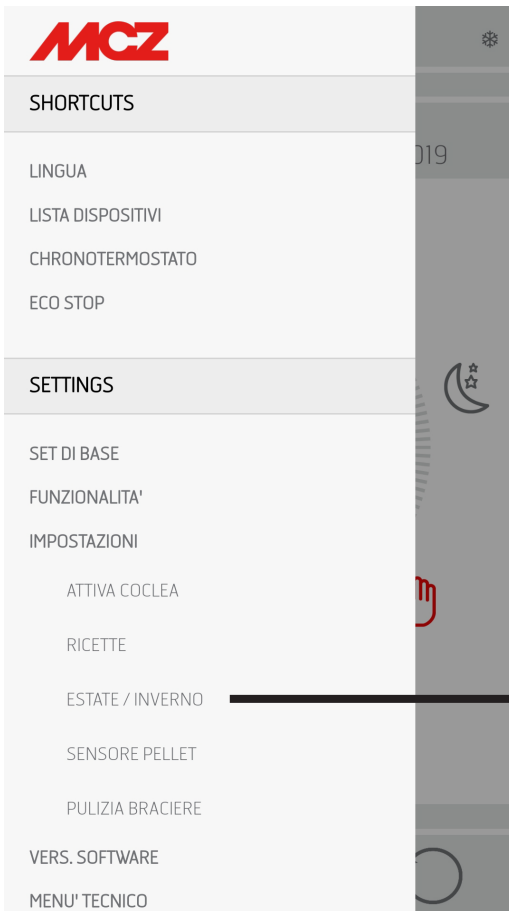 MCZ
SHORTCUTS
LINGUA
LISTA DISPOSITIVI
CHRONOTERMOSTATO
ECO STOP
019
SETTINGS
SET DI BASE
FUNZIONALITA'
IMPOSTAZIONI
ATTIVA COCLEA
RICETTE
ESTATE / INVERNO
SENSORE PELLET
PULIZIA BRACIERE
VERS. SOFTWARE
MENU' TECNICO